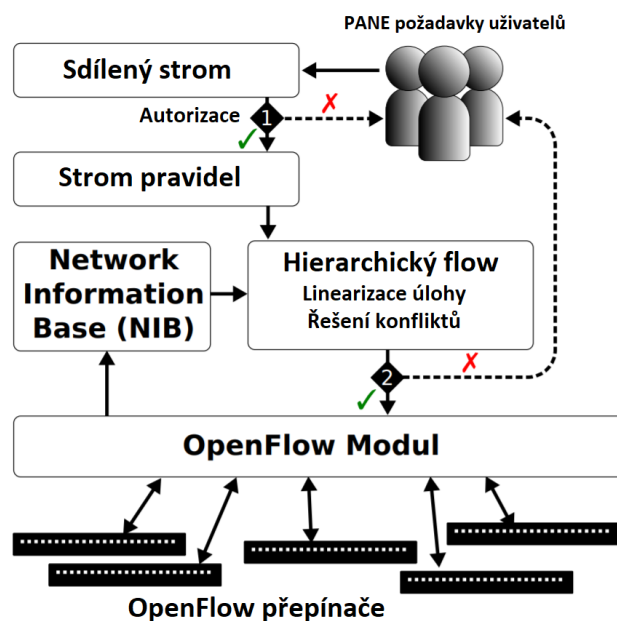 PANE požadavky uživatelů
Sdílený strom
Autorizace
1
✗
✓
Strom pravidel
Network
Information
Base (NIB)
Hierarchický flow
Linearizace úlohy
Řešení konfliktů
✗
2
✓
OpenFlow Modul
OpenFlow přepínače